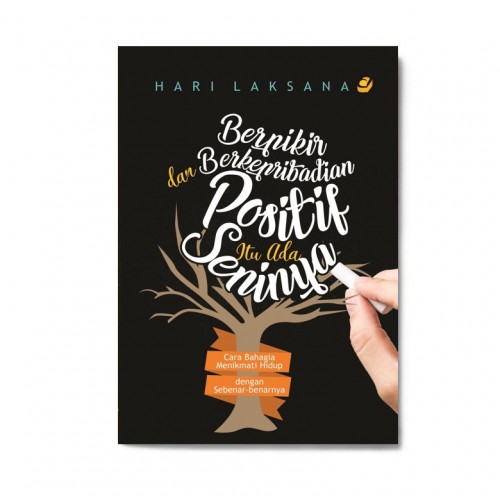 HARI LAKSANA
Berpikir
dan Berkepribadian
Positif
Itu Ada
Seninya
Cara Bahagia
Menikmati Hidup
dengan
Sebenar-benarnya